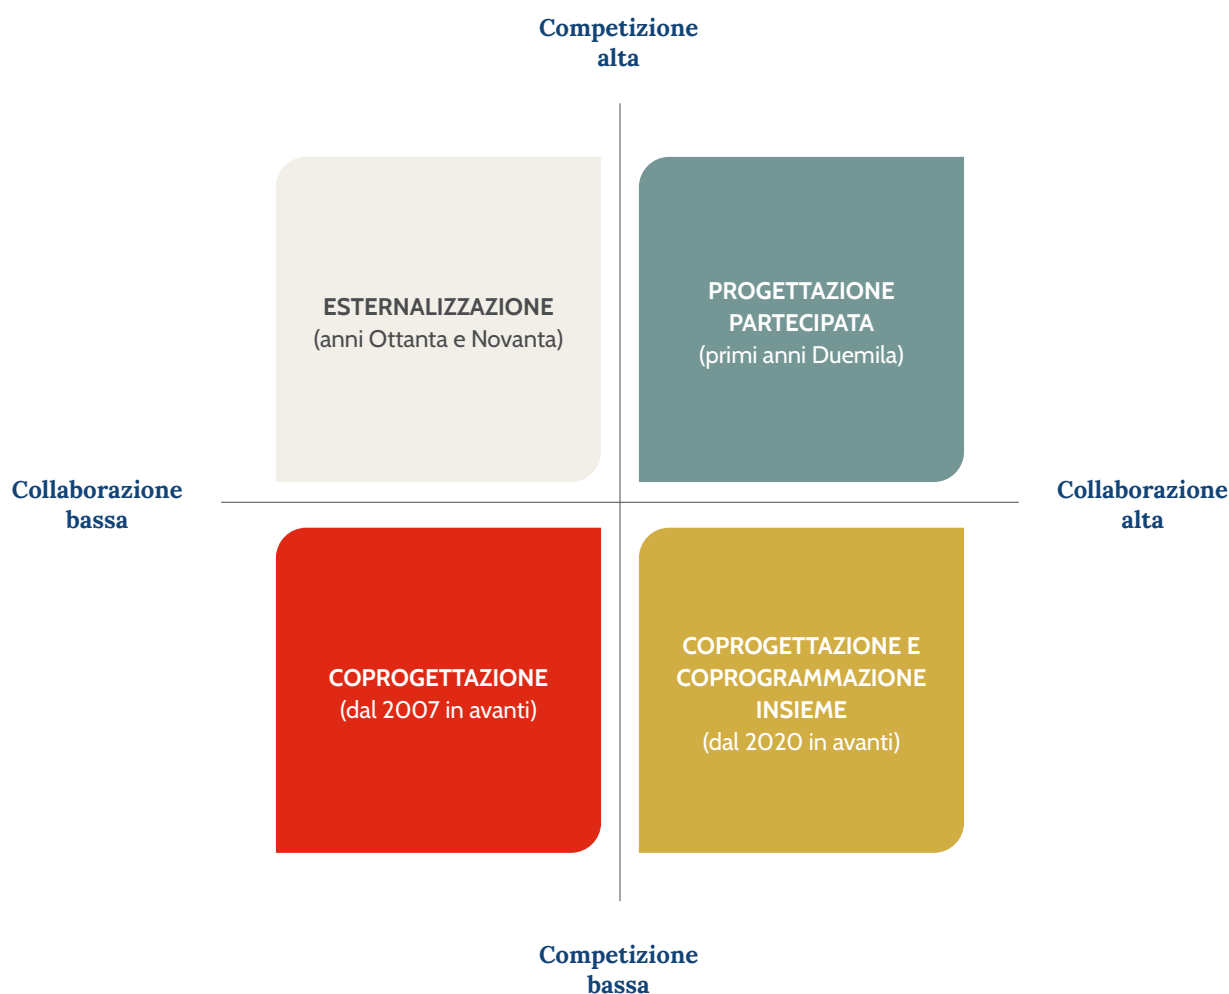 Competizione
alta
ESTERNALIZZAZIONE
(anni Ottanta e Novanta)
PROGETTAZIONE
PARTECIPATA
(primi anni Duemila)
Collaborazione
bassa
Collaborazione
alta
COPROGETTAZIONE
(dal 2007 in avanti)
COPROGETTAZIONE E
COPROGRAMMAZIONE
INSIEME
(dal 2020 in avanti)
Competizione
bassa